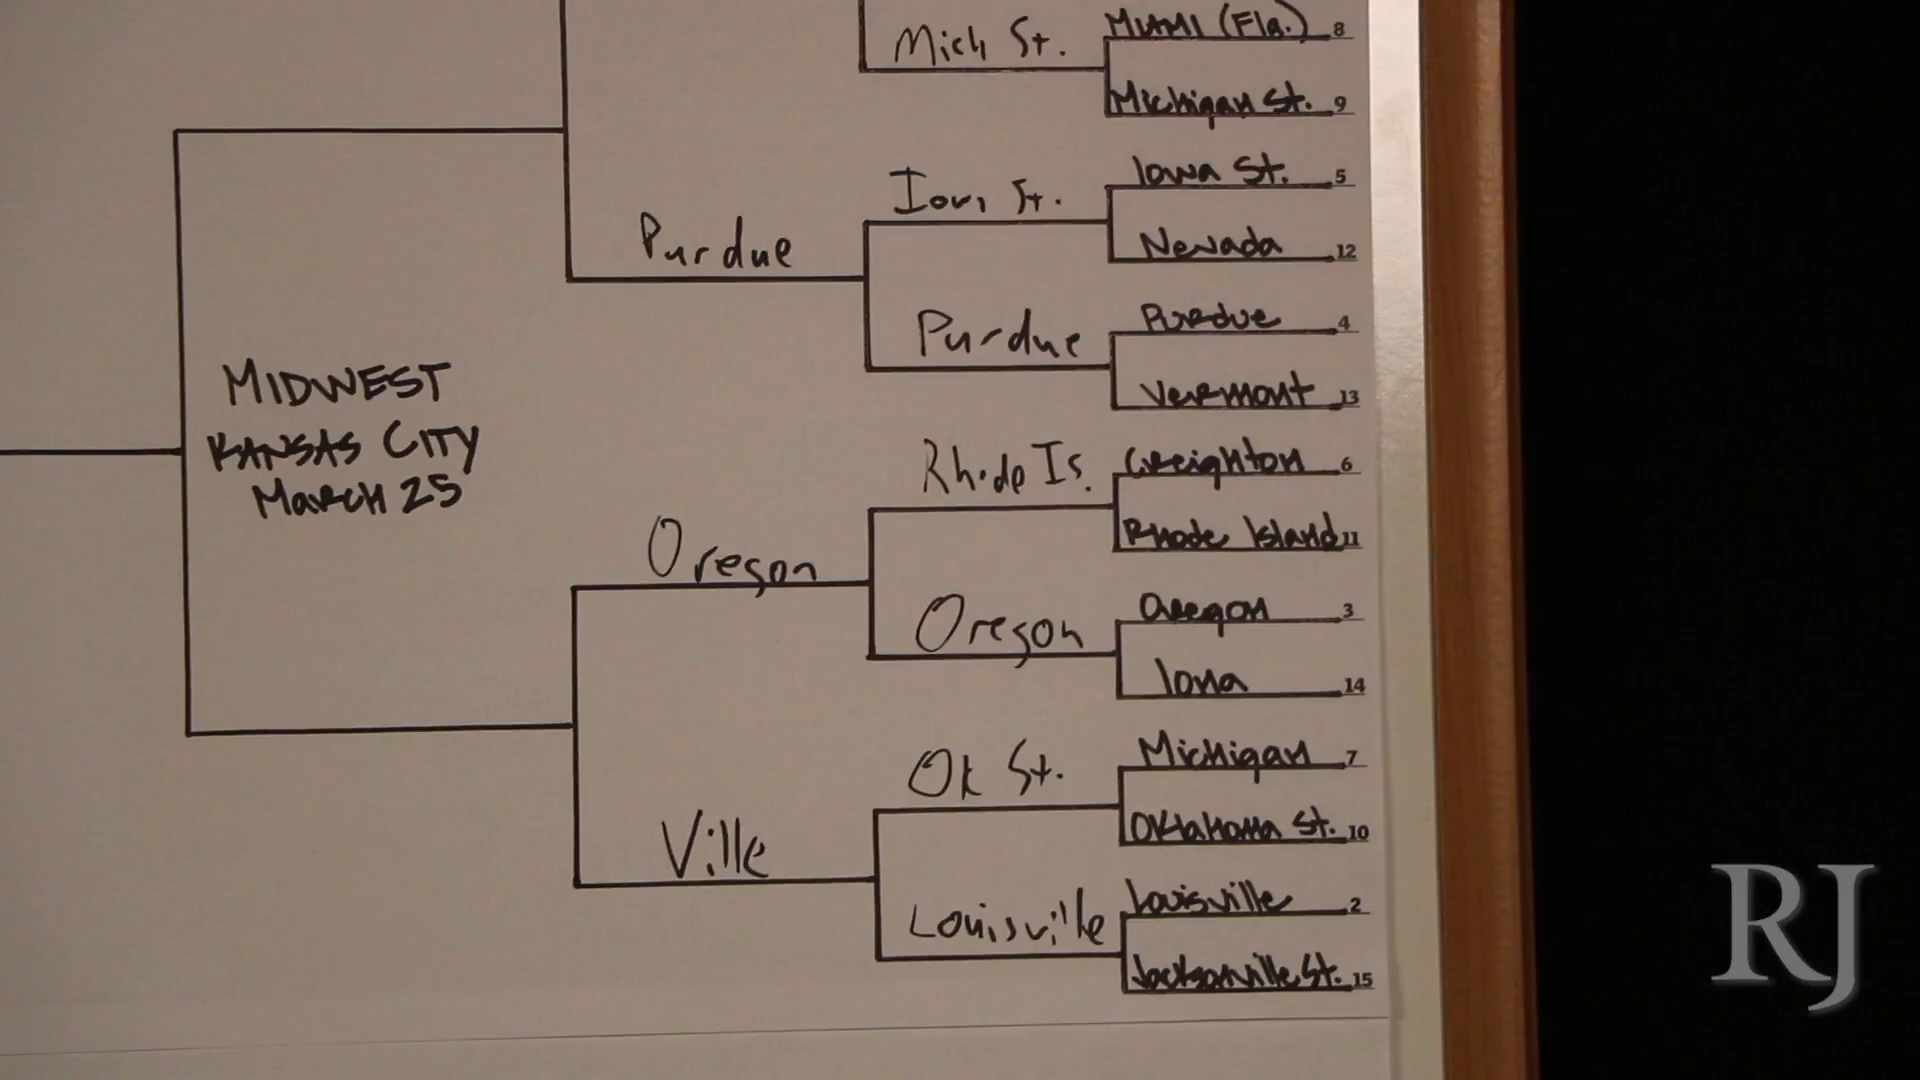 Mich St.
MIAMI (Fla.) 8
Michigan St. 9
Iowa St.
Iowa St. 5
Nevada 12
Purdue
Purdue
Purdue 4
Vermont 13
MIDWEST
KANSAS CITY
MARCH 25
Rhode Is.
Creighton 6
Rhode Island 11
Oregon
Oregon
Oregon 3
Iona 14
Ok St.
Michigan 7
Oklahoma St. 10
Ville
Louisville
Louisville 2
Jacksonville St. 15
RJ